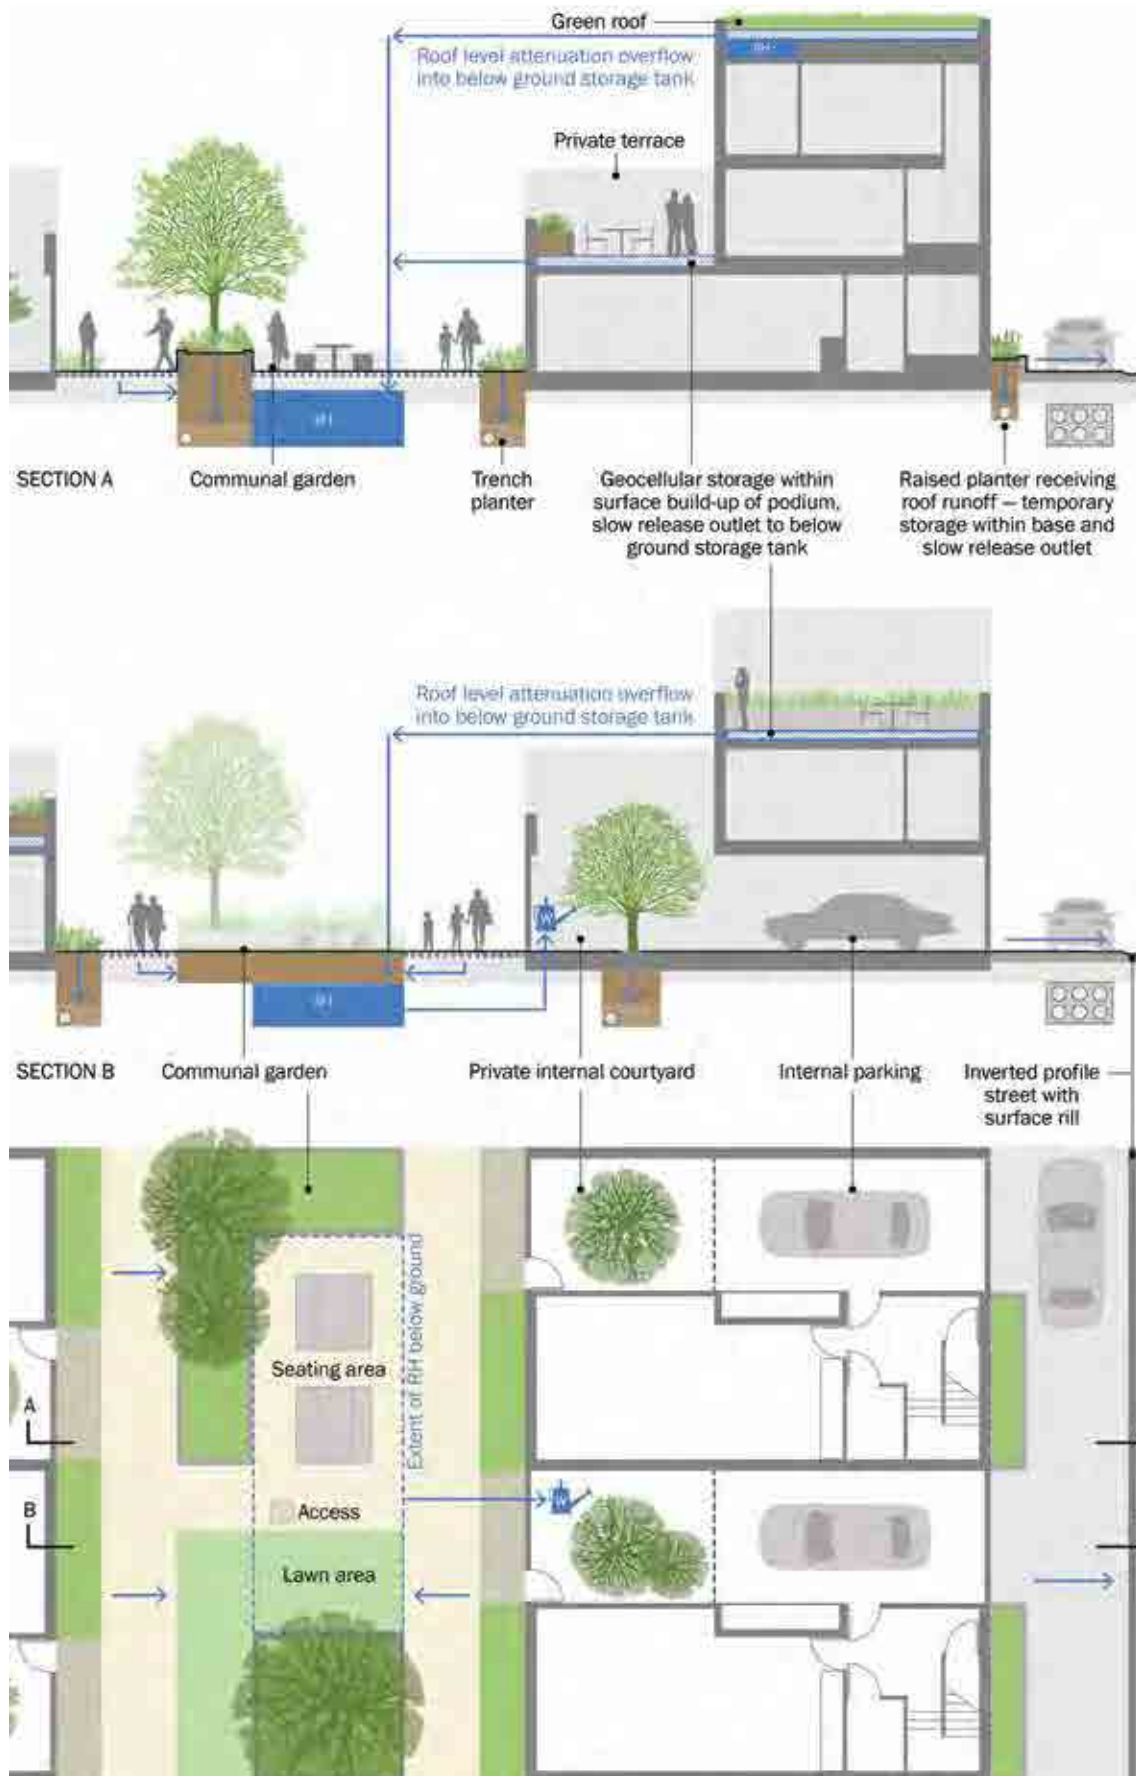 Green roof
RH
Roof level attenuation overflow
into below ground storage tank
Private terrace
RH
SECTION A
Communal garden
Trench
planter
Geocellular storage within
surface build-up of podium,
slow release outlet to below
ground storage tank
Raised planter receiving
roof runoff – temporary
storage within base and
slow release outlet
Roof level attenuation overflow
into below ground storage tank
W
RH
SECTION B
Communal garden
Private internal courtyard
Internal parking
Inverted profile
street with
surface rill
Extent of RH below ground
Seating area
A
B
W
Access
Lawn area